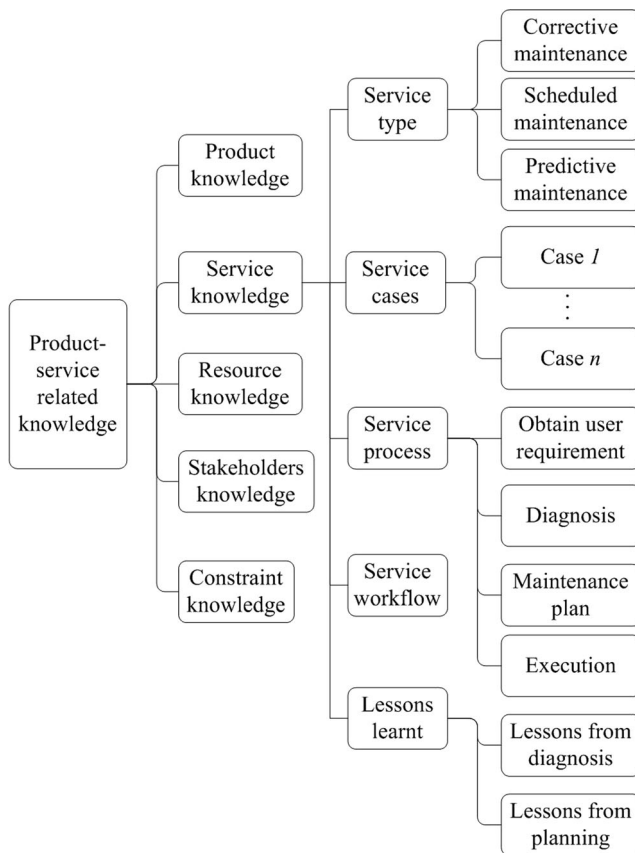 Product-
service
related
knowledge
Product
knowledge
Service
knowledge
Resource
knowledge
Stakeholders
knowledge
Constraint
knowledge
Service
type
Service
cases
Service
process
Service
workflow
Lessons
learnt
Corrective
maintenance
Scheduled
maintenance
Predictive
maintenance
Case 1
Case n
Obtain user
requirement
Diagnosis
Maintenance
plan
Execution
Lessons from
diagnosis
Lessons from
planning